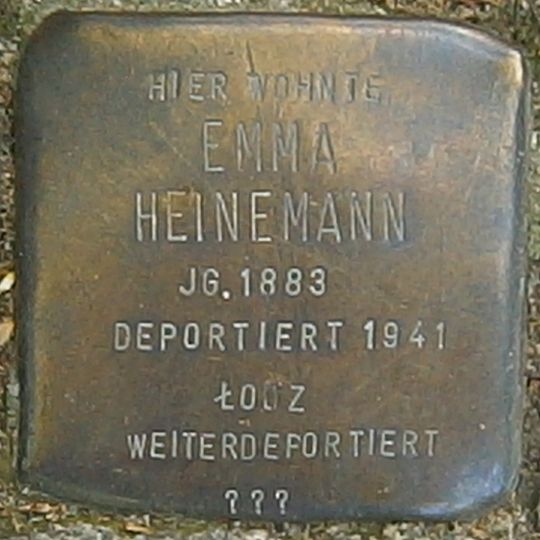 HIER WOHNTE
EMMA
HEINEMANN
JG. 1883
DEPORTIERT 1941
ŁODZ
WEITERDEPORTIERT
???